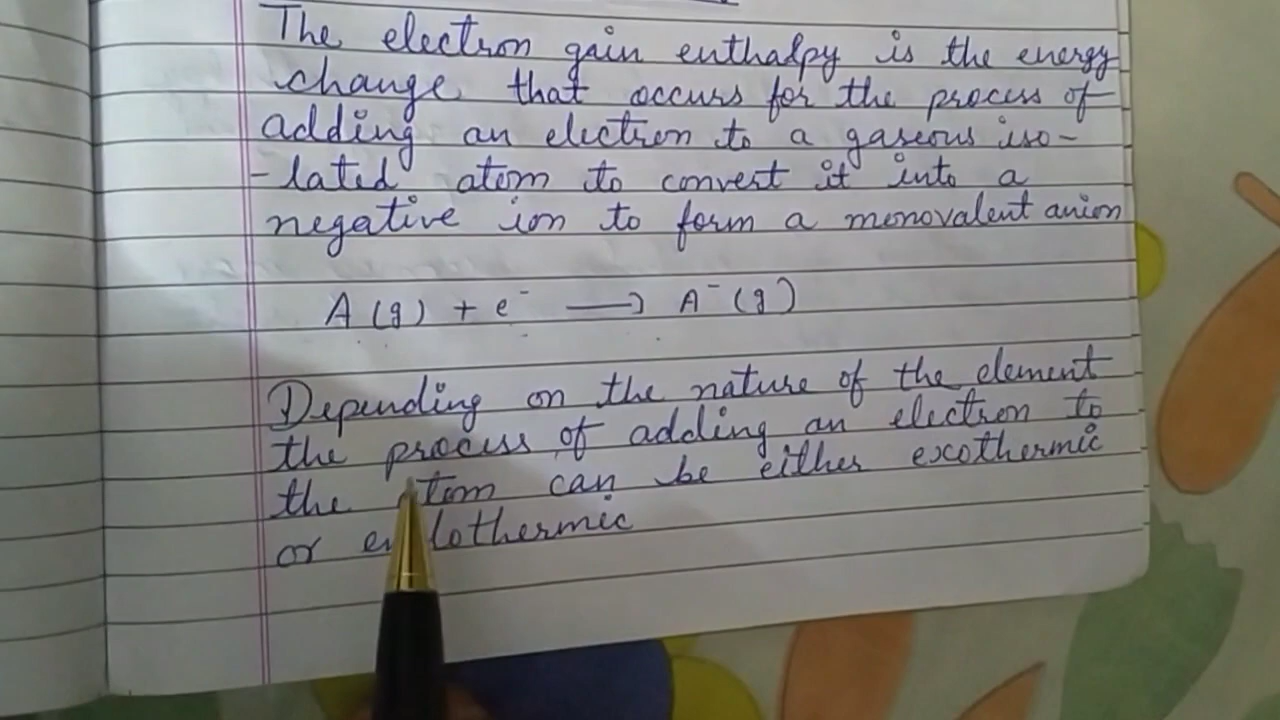 The electron gain enthalpy is the energy
change that occurs for the process of
adding an electron to a gaseous iso-
-lated atom to convert it into a
negative ion to form a monovalent anion
A (g) + e⁻ ⟶ A⁻ (g)
Depending on the nature of the element
the process of adding an electron to
the atom can be either exothermic
or endothermic